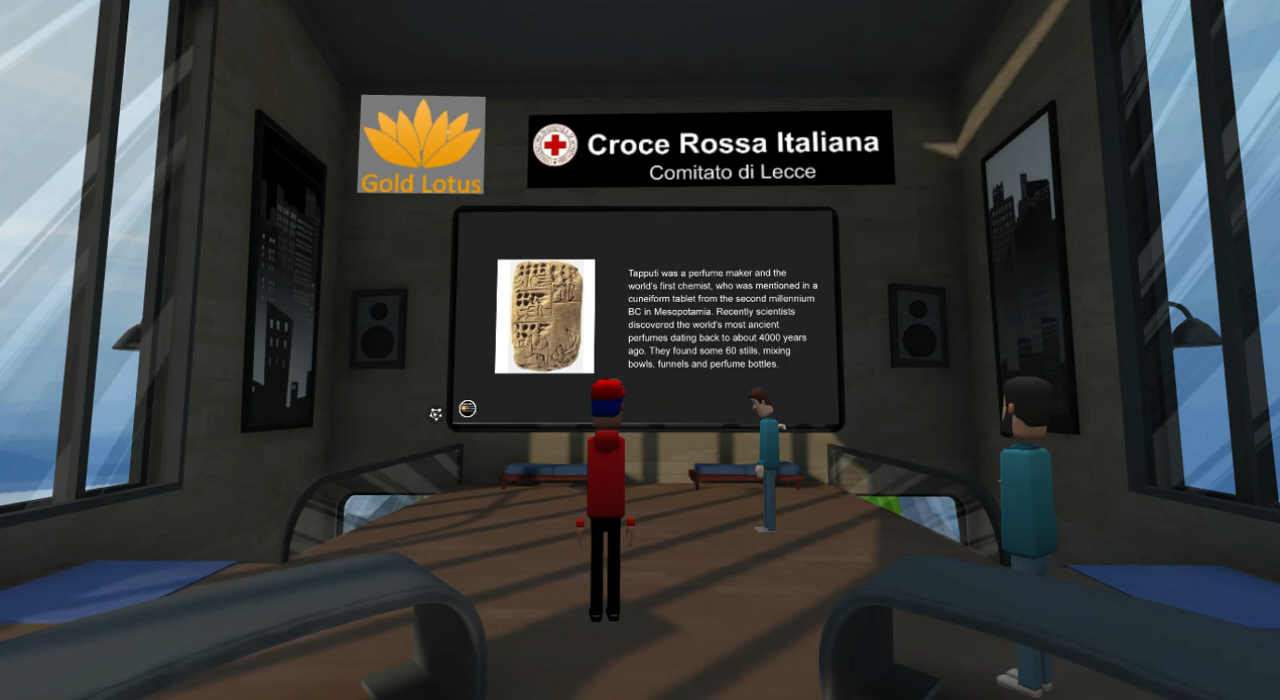 Gold Lotus
Croce Rossa Italiana
Comitato di Lecce
Tapputi was a perfume maker and the
world's first chemist, who was mentioned in a
cuneiform tablet from the second millennium
BC in Mesopotamia. Recently scientists
discovered the world's most ancient
perfumes dating back to about 4000 years
ago. They found some 60 stills, mixing
bowls, funnels and perfume bottles.